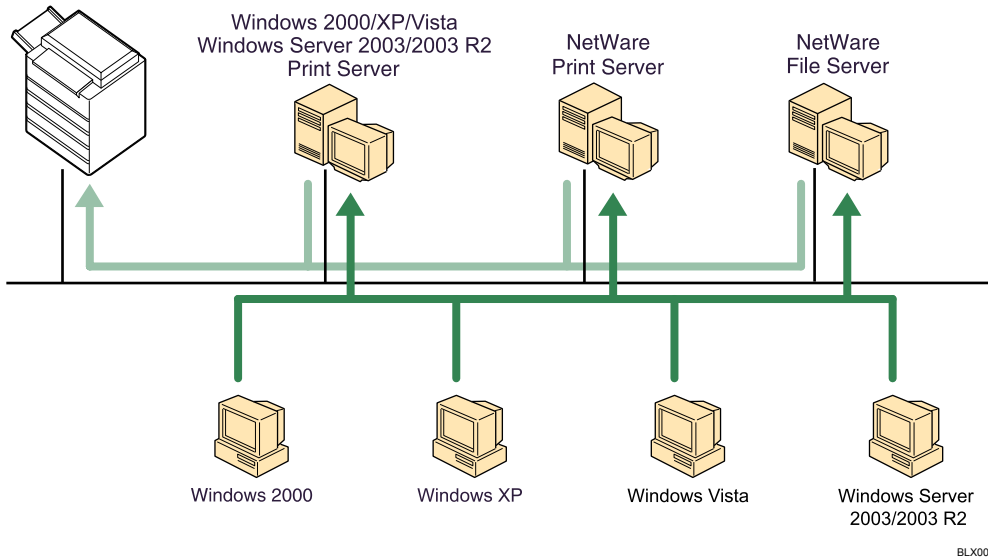 Windows 2000/XP/Vista
Windows Server 2003/2003 R2
Print Server
NetWare
Print Server
NetWare
File Server
Windows 2000
Windows XP
Windows Vista
Windows Server
2003/2003 R2
BLX00